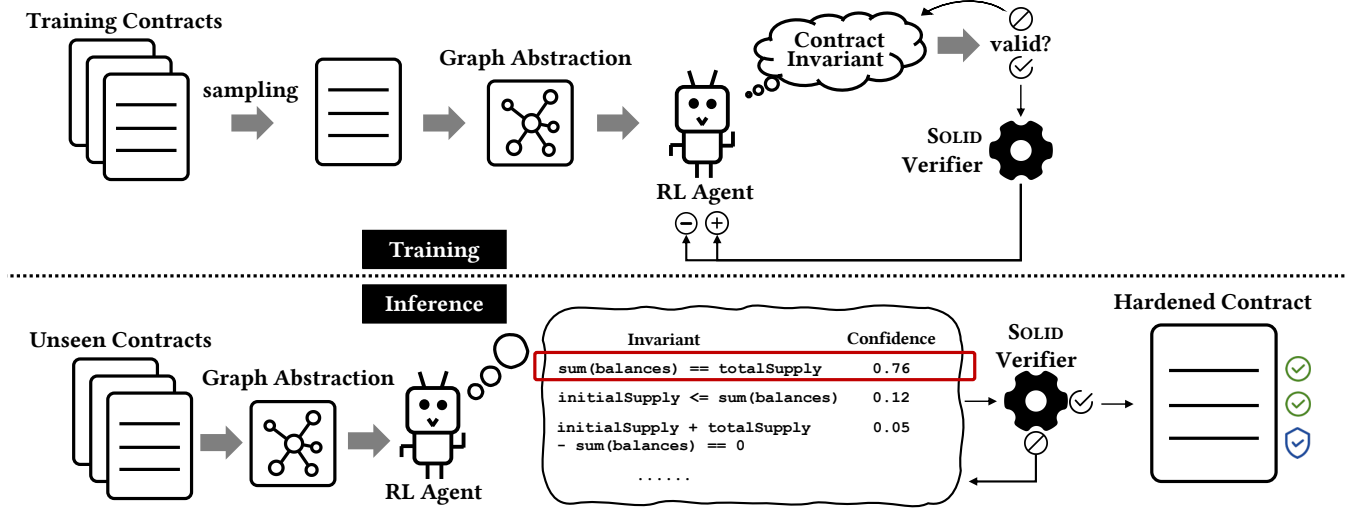 Training Contracts
sampling
Graph Abstraction
RL Agent
Contract
Invariant
valid?
SOLID
Verifier
Training
Inference
Unseen Contracts
Graph Abstraction
RL Agent
Invariant Confidence
sum(balances) == totalSupply 0.76
initialSupply <= sum(balances) 0.12
initialSupply + totalSupply 0.05
- sum(balances) == 0
......
SOLID
Verifier
Hardened Contract